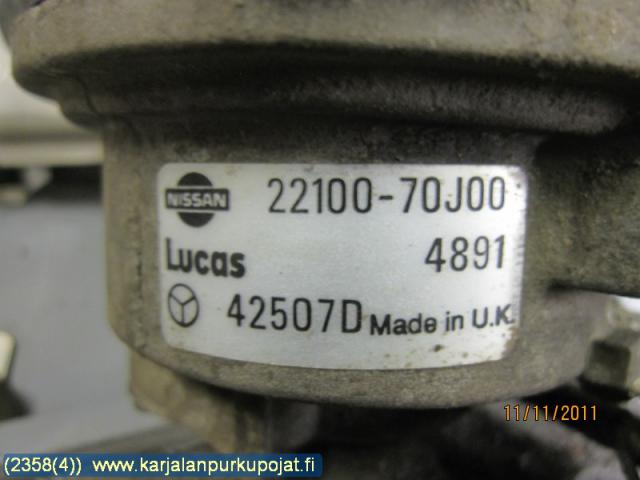 NISSAN 22100-70J00
Lucas 4891
42507D Made in U.K.
11/11/2011
(2358(4)) www.karjalanpurkupojat.fi